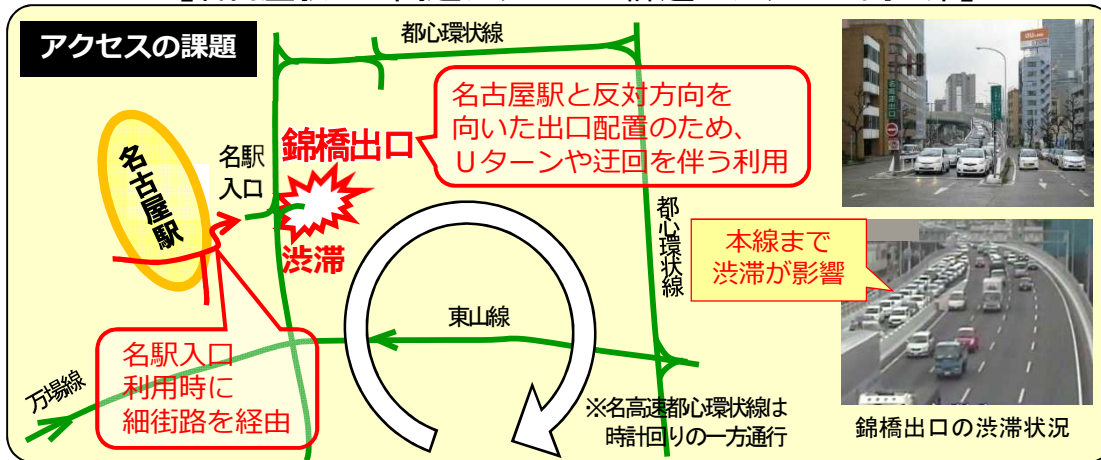 アクセスの課題
都心環状線
名古屋駅と反対方向を
向いた出口配置のため、
Uターンや迂回を伴う利用
錦橋出口
名駅
入口
名古屋駅
渋滞
都心環状線
本線まで
渋滞が影響
東山線
名駅入口
利用時に
細街路を経由
万場線
※名高速都心環状線は
時計回りの一方通行
錦橋出口の渋滞状況